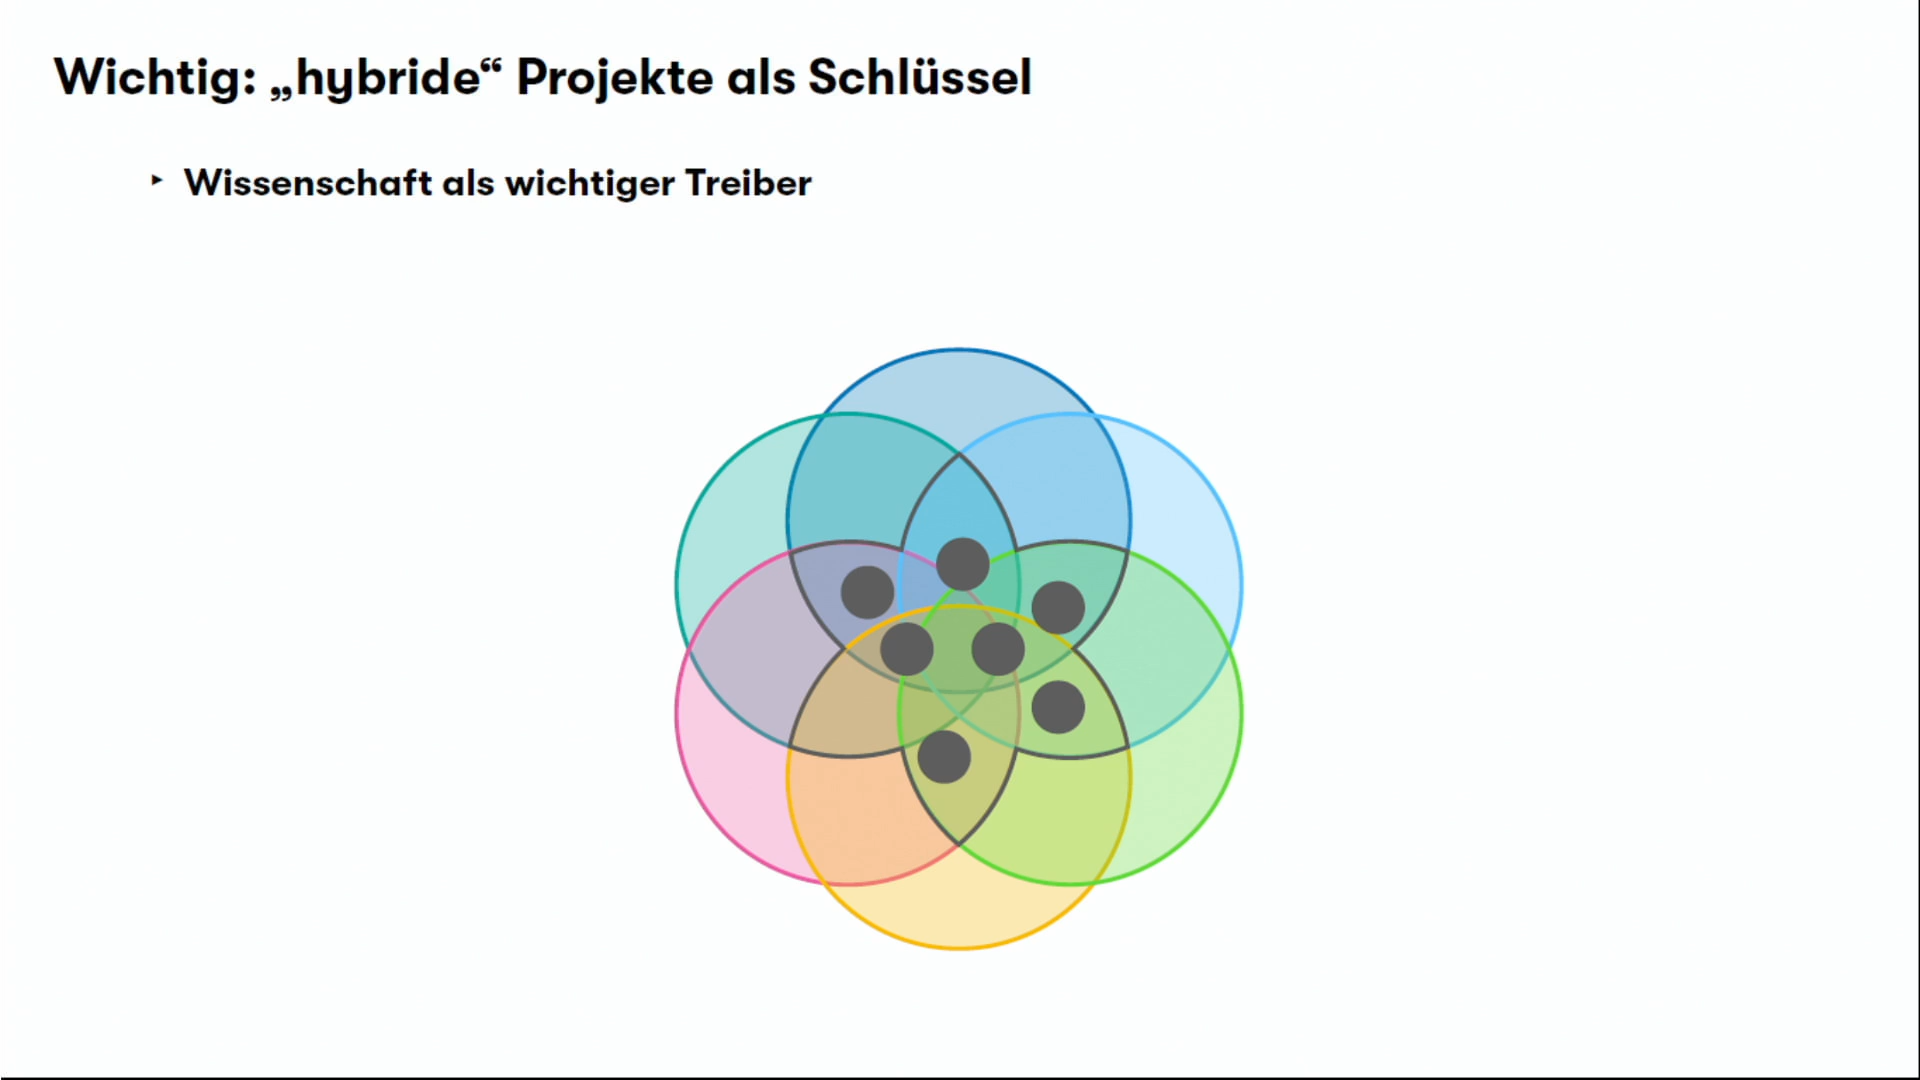 Wichtig: „hybride“ Projekte als Schlüssel
‣ Wissenschaft als wichtiger Treiber